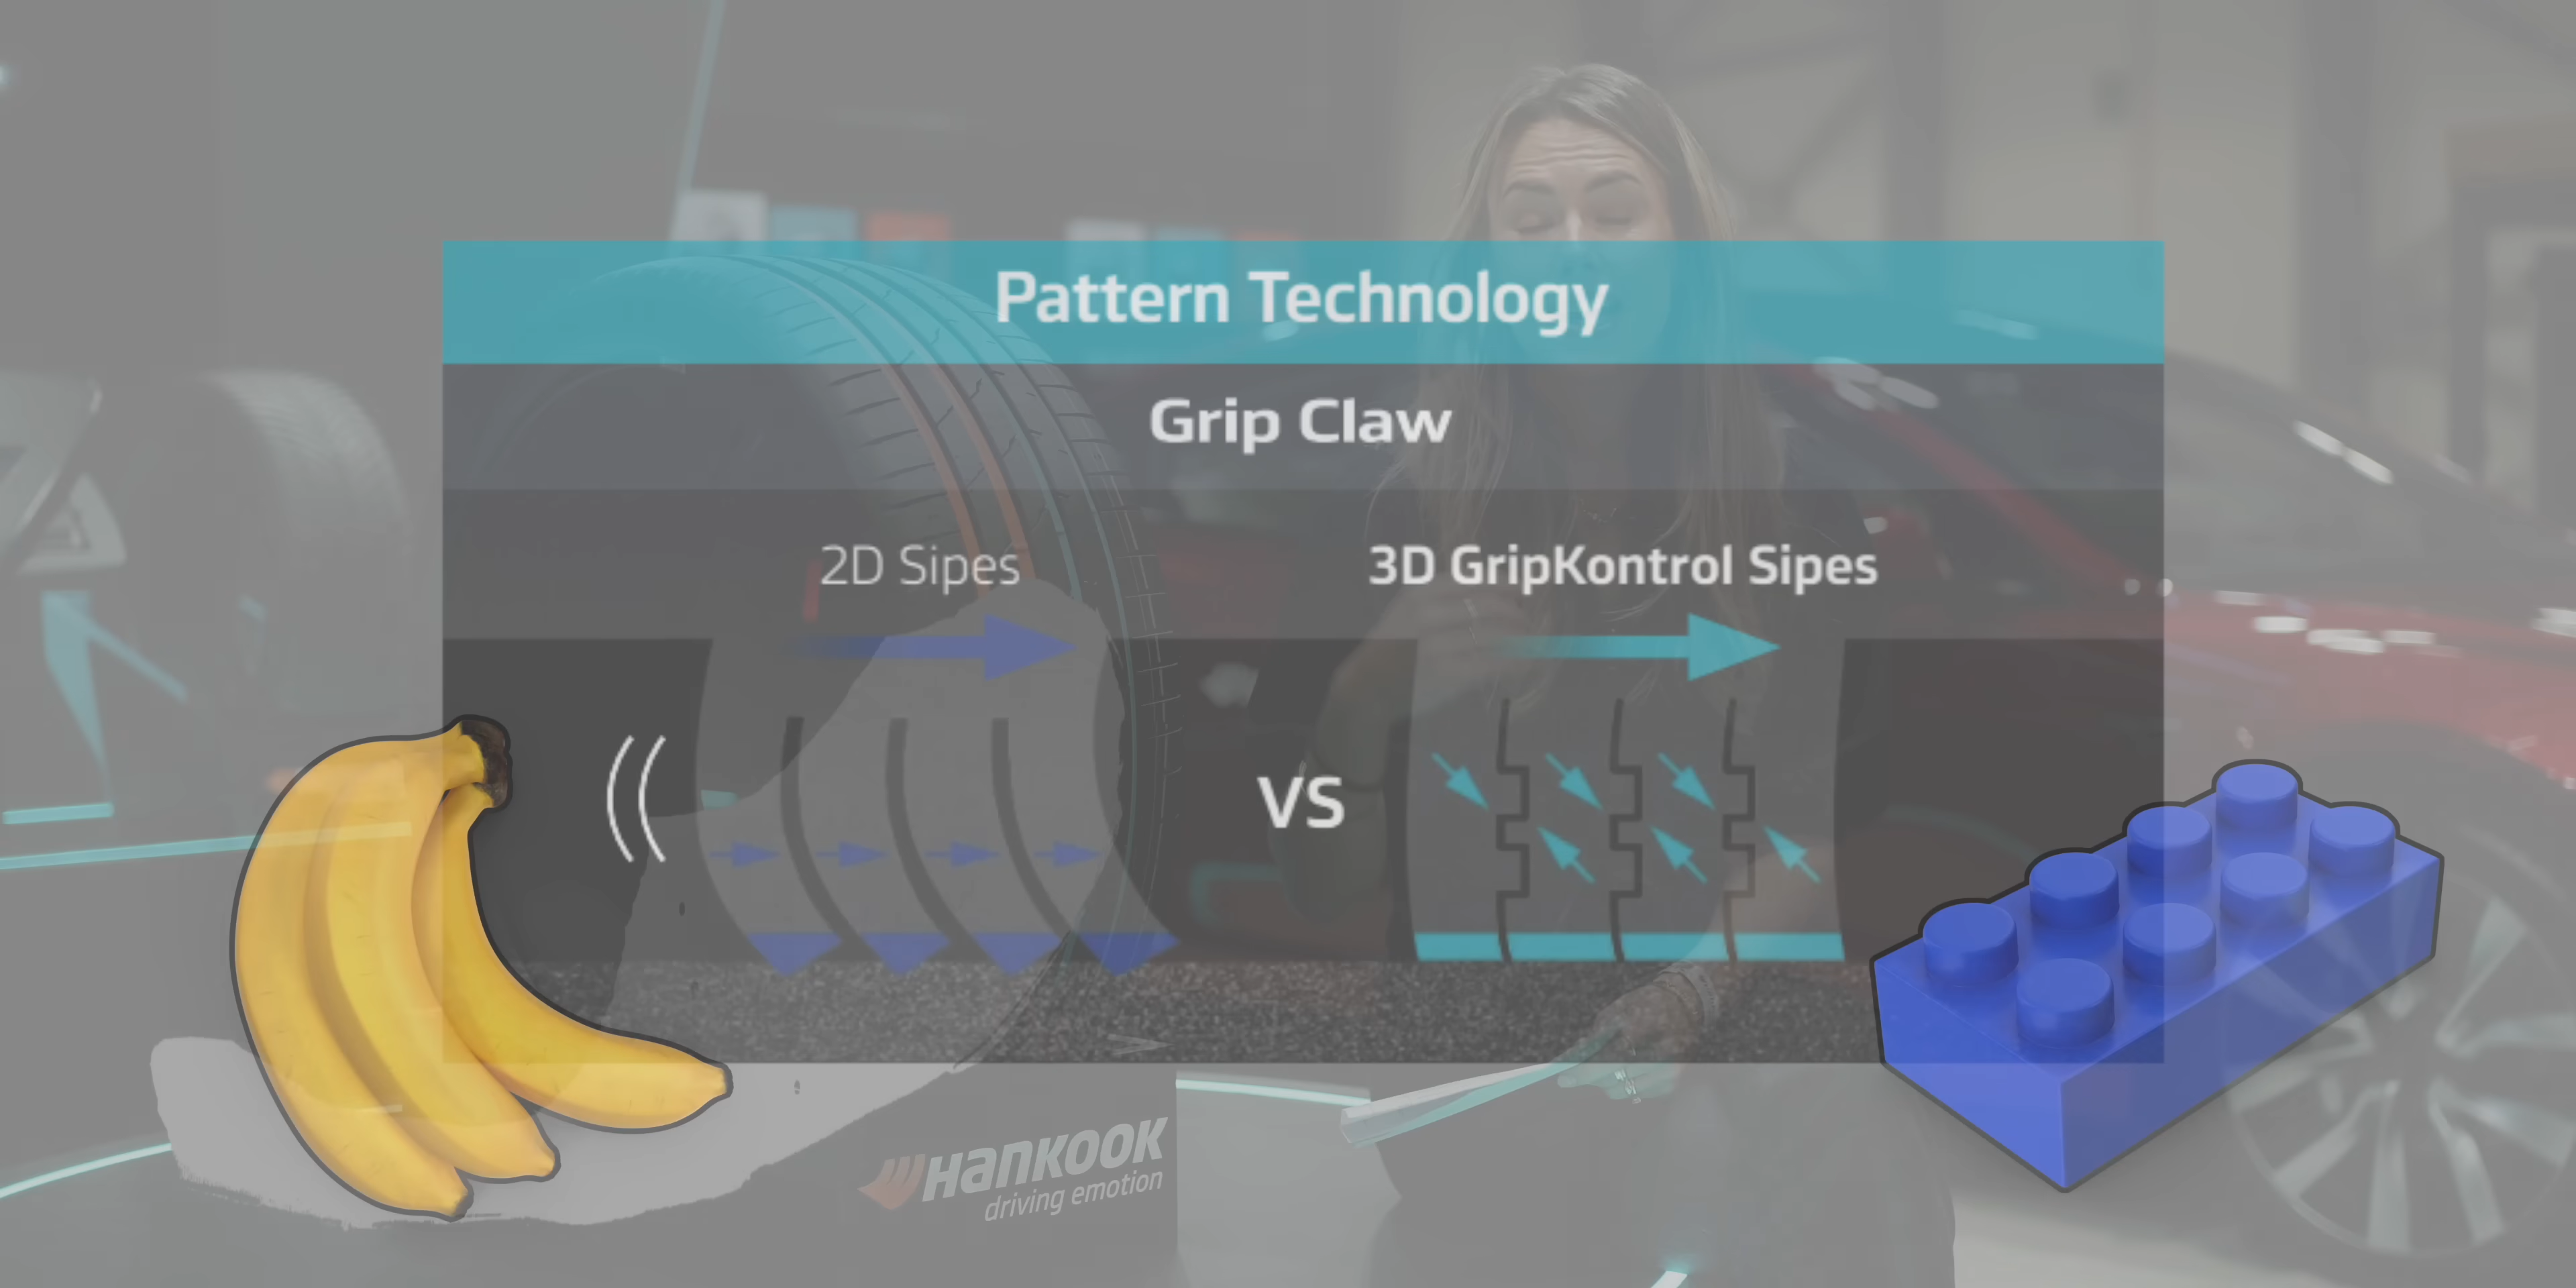 Pattern Technology
Grip Claw
2D Sipes
3D GripKontrol Sipes
VS
HANKOOK
driving emotion